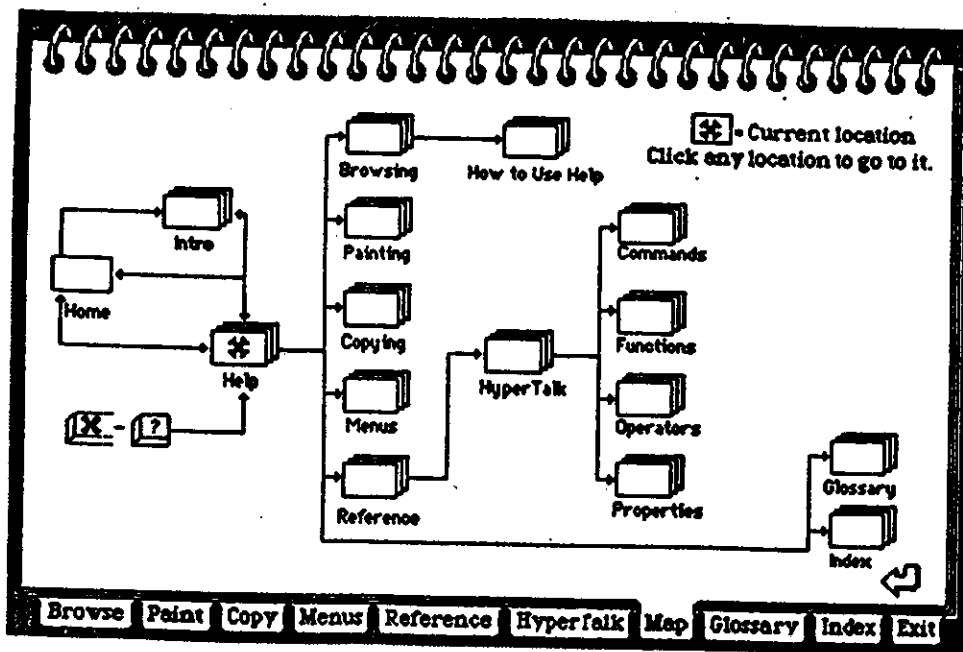 = Current location
Click any location to go to it.
Browsing
How to Use Help
Intro
Painting
Commands
Home
Copying
Functions
Help
HyperTalk
Menus
Operators
?
Reference
Properties
Glossary
Index
Browse Paint Copy Menus Reference HyperTalk Map Glossary Index Exit